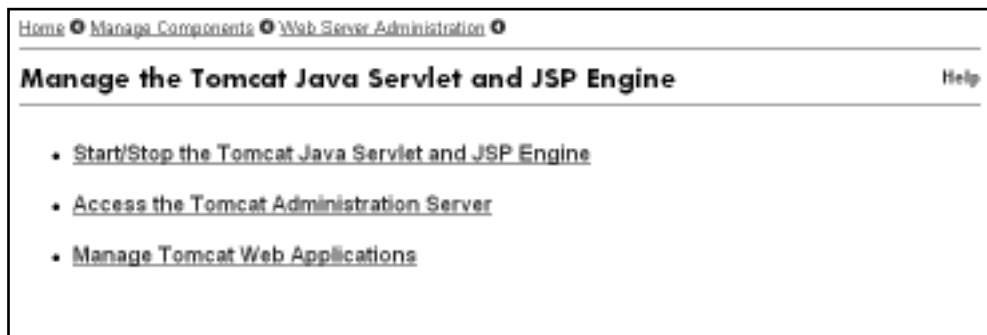 Home Manage Components Web Server Administration
Manage the Tomcat Java Servlet and JSP Engine Help
Start/Stop the Tomcat Java Servlet and JSP Engine
Access the Tomcat Administration Server
Manage Tomcat Web Applications